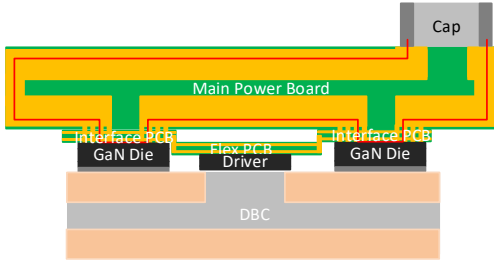 Cap
Main Power Board
Interface PCB
Interface PCB
GaN Die
Flex PCB
Driver
GaN Die
DBC